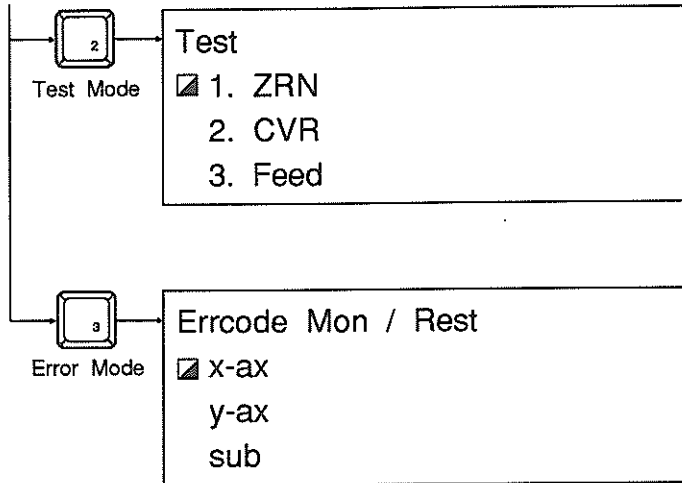 2
Test Mode
Test
1. ZRN
2. CVR
3. Feed
3
Error Mode
Errcode Mon / Rest
x-ax
y-ax
sub